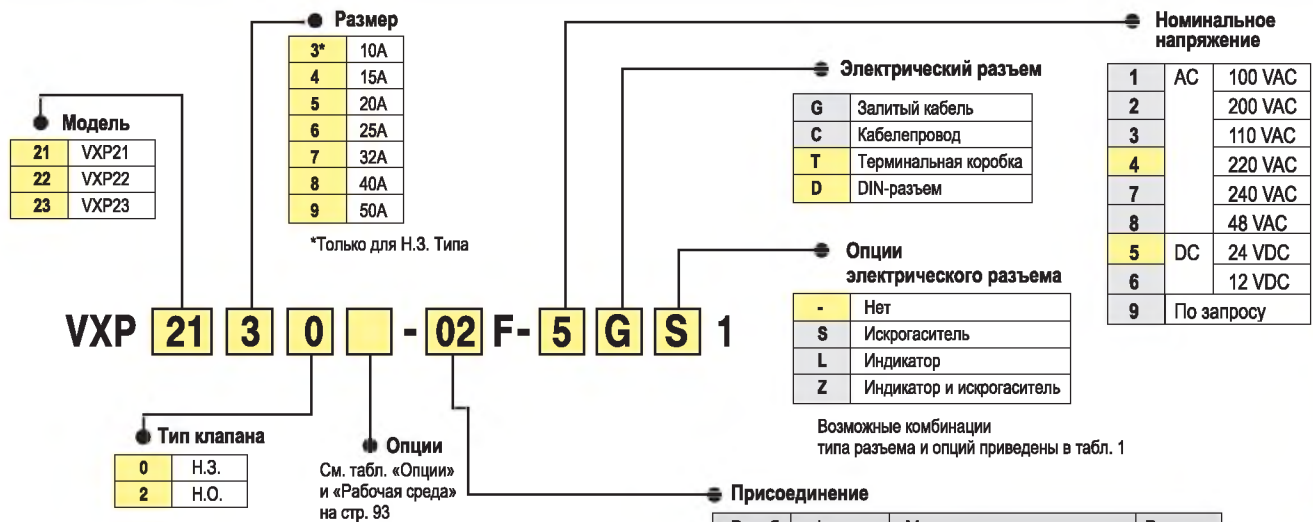 Размер
3* 10A
4 15A
5 20A
6 25A
7 32A
8 40A
9 50A
*Только для Н.З. Типа
Модель
21 VXP21
22 VXP22
23 VXP23
Электрический разъем
G Залитый кабель
C Кабелепровод
T Терминальная коробка
D DIN-разъем
Номинальное
напряжение
1 AC 100 VAC
2 200 VAC
3 110 VAC
4 220 VAC
7 240 VAC
8 48 VAC
5 DC 24 VDC
6 12 VDC
9 По запросу
Опции
электрического разъема
- Нет
S Искрогаситель
L Индикатор
Z Индикатор и искрогаситель
Возможные комбинации
типа разъема и опций приведены в табл. 1
VXP 21 3 0 - 02 F- 5 G S 1
Тип клапана
0 Н.З.
2 Н.О.
Опции
См. табл. «Опции»
и «Рабочая среда»
на стр. 93
Присоединение